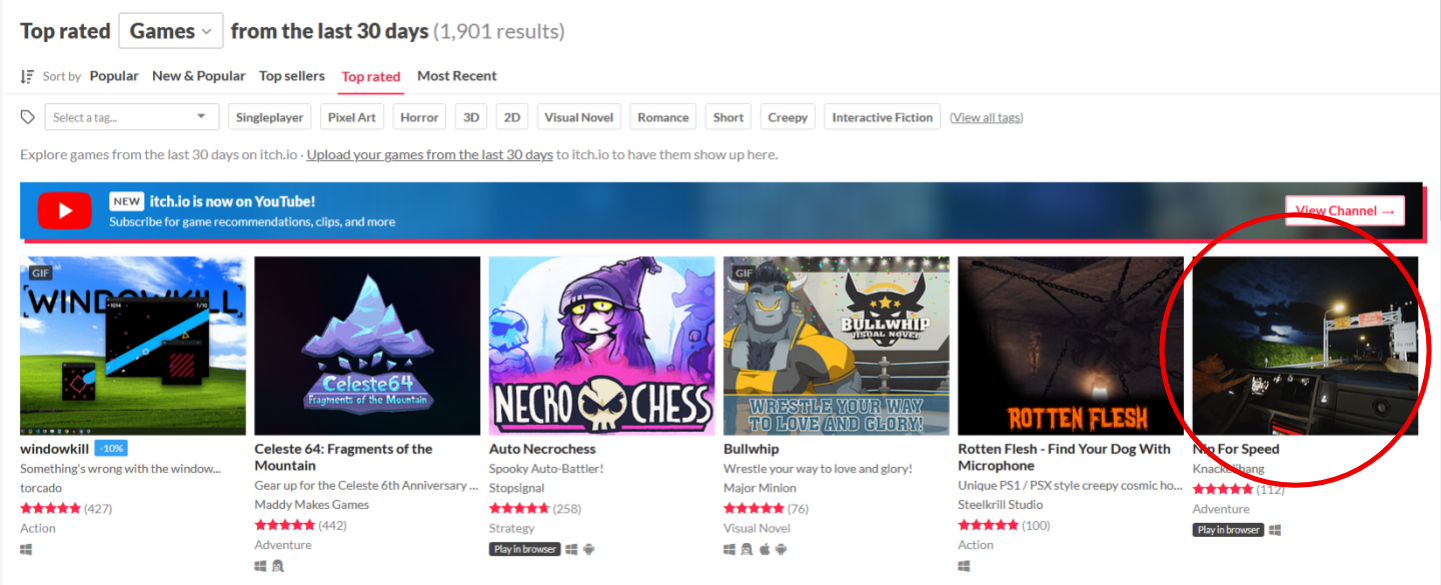 Top rated Games from the last 30 days (1,901 results)
Sort by Popular New & Popular Top sellers Top rated Most Recent
Select a tag... Singleplayer Pixel Art Horror 3D 2D Visual Novel Romance Short Creepy Interactive Fiction (View all tags)
Explore games from the last 30 days on itch.io · Upload your games from the last 30 days to itch.io to have them show up here.
NEW itch.io is now on YouTube!
Subscribe for game recommendations, clips, and more
View Channel →
GIF
WINDOWKILL
1014 7/10
windowkill -10%
Something's wrong with the window...
torcado
(427)
Action
Celeste64
Fragments of the Mountain
Celeste 64: Fragments of the
Mountain
Gear up for the Celeste 6th Anniversary ...
Maddy Makes Games
(442)
Adventure
NECRO CHESS
Auto Necrochess
Spooky Auto-Battler!
Stopsignal
(258)
Strategy
Play in browser
GIF
BULLWHIP
VISUAL NOVEL
WRESTLE YOUR WAY
TO LOVE AND GLORY!
Bullwhip
Wrestle your way to love and glory!
Major Minion
(76)
Visual Novel
ROTTEN FLESH
Rotten Flesh - Find Your Dog With
Microphone
Unique PS1 / PSX style creepy cosmic ho...
Steelkrill Studio
(100)
Action
Nip For Speed
Knackelibang
(112)
Adventure
Play in browser